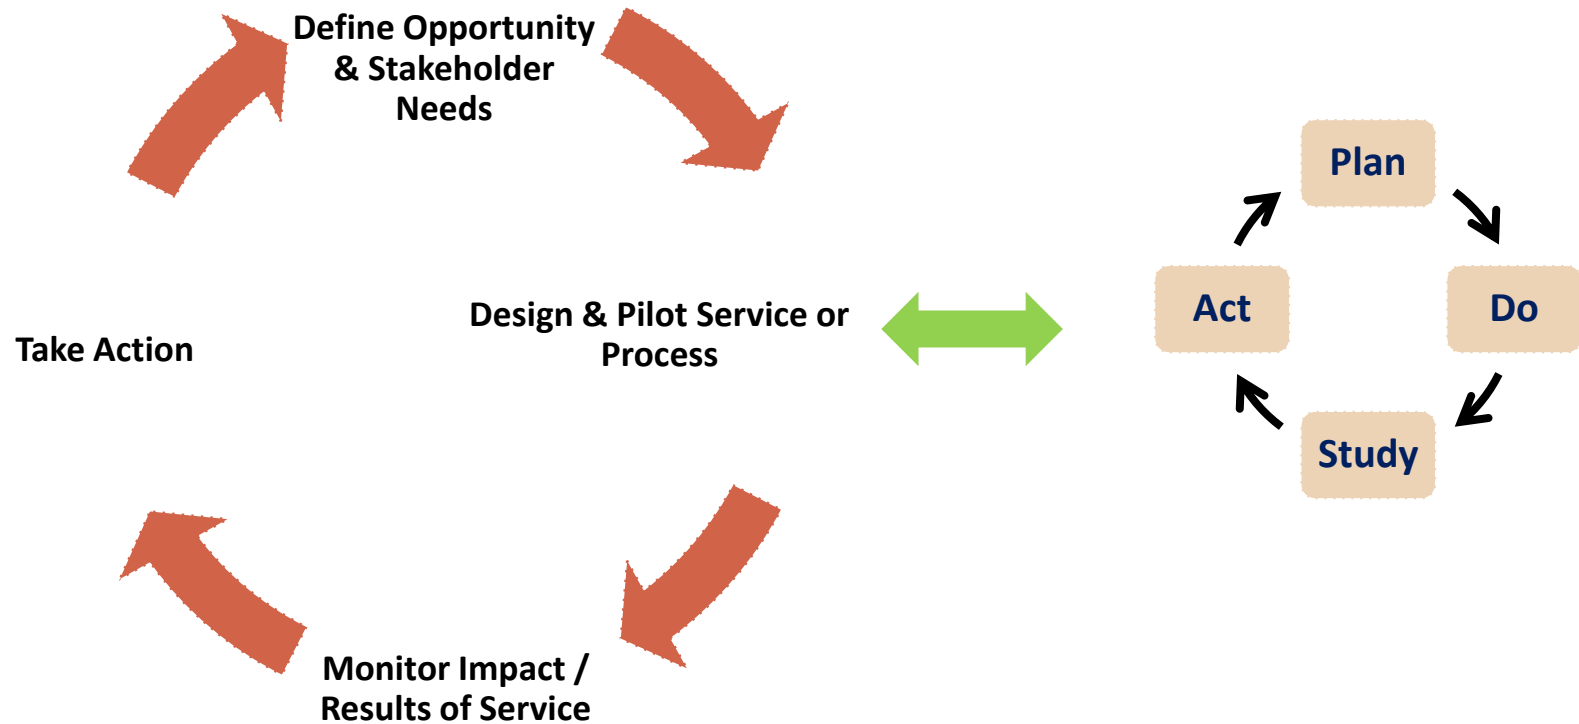 Define Opportunity
& Stakeholder
Needs
Design & Pilot Service or
Process
Take Action
Monitor Impact /
Results of Service
Plan
Act
Do
Study